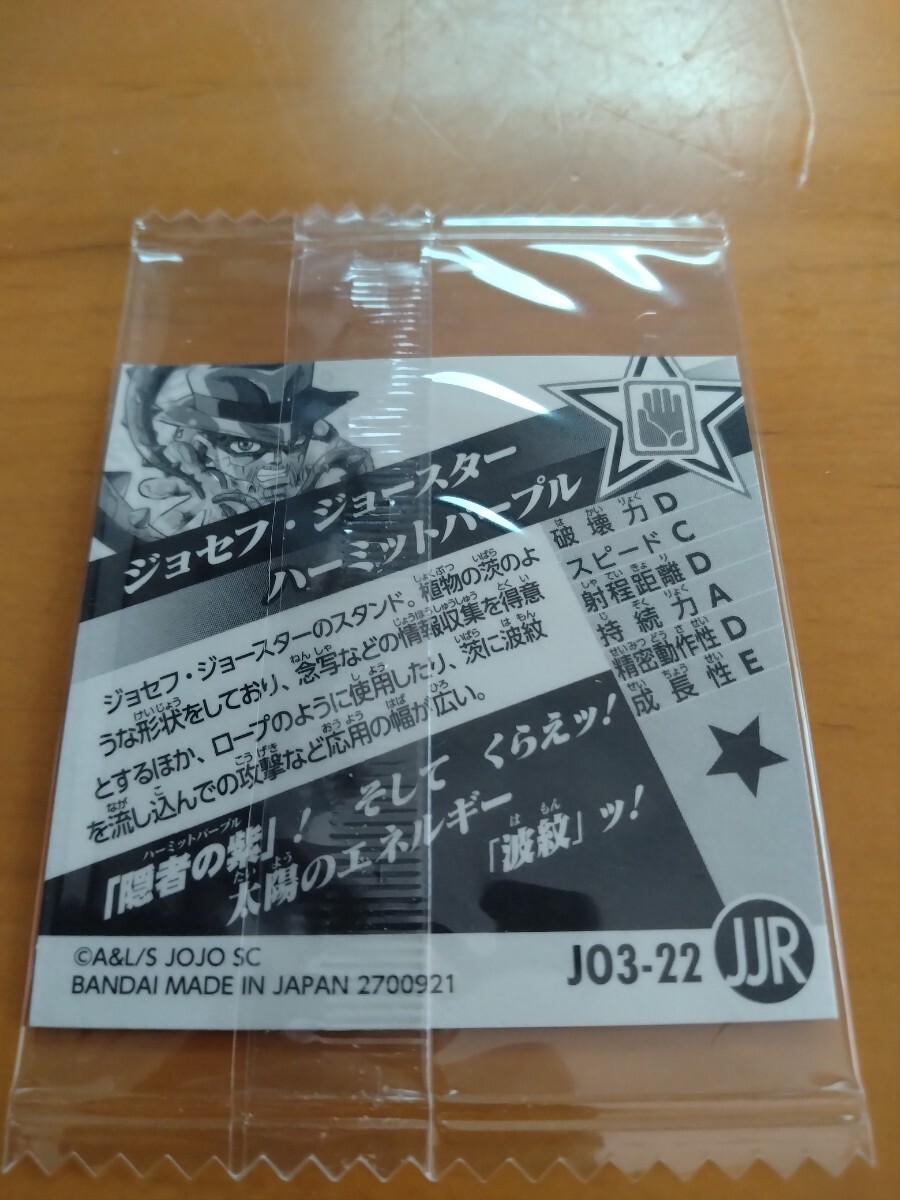 ジョセフ・ジョースター
ハーミットパープル
ジョセフ・ジョースターのスタンド。植物の茨のよ
うな形状をしており、念写などの情報収集を得意
とするほか、ロープのように使用したり、茨に波紋
を流し込んでの攻撃など応用の幅が広い。
破壊力 D
スピード C
射程距離 D
持続力 A
精密動作性 D
成長性 E
「隠者の紫」! そして くらえッ!
太陽のエネルギー
「波紋」ッ!
©A&L/S JOJO SC
BANDAI MADE IN JAPAN 2700921
JO3-22 JJR